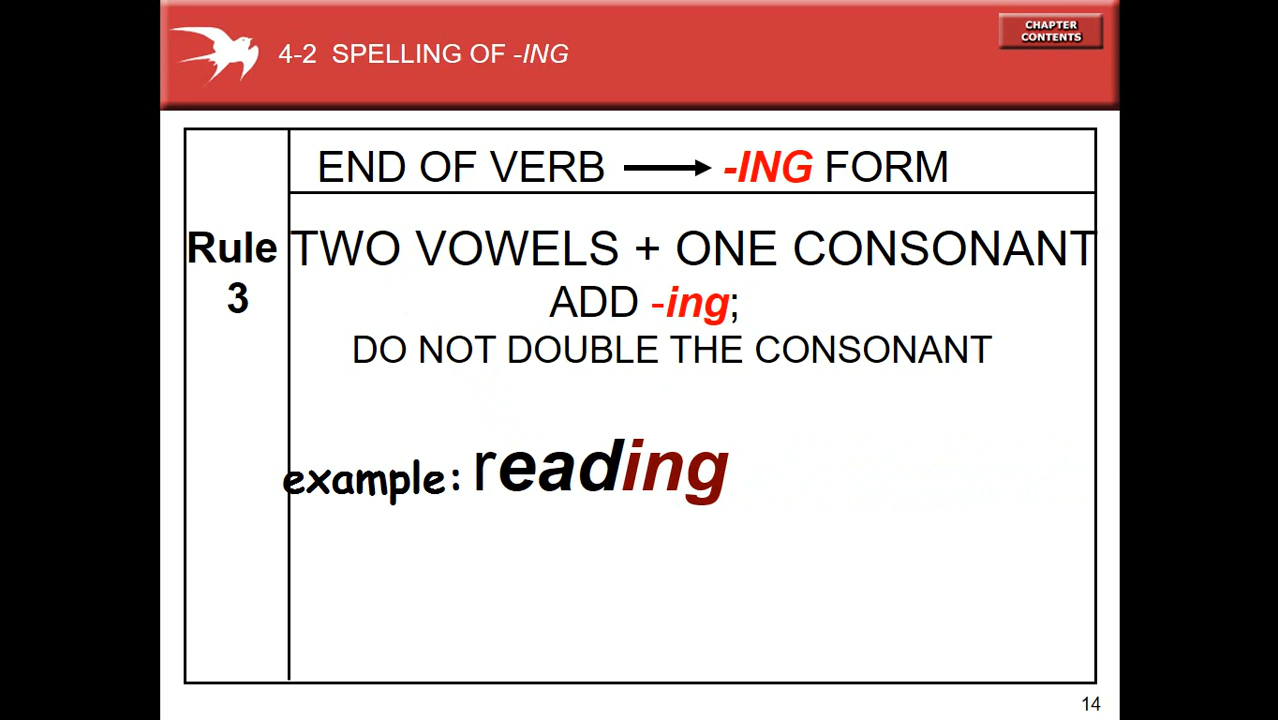 CHAPTER
CONTENTS
4-2 SPELLING OF -ING
END OF VERB -ING FORM
Rule
3
TWO VOWELS + ONE CONSONANT
ADD -ing;
DO NOT DOUBLE THE CONSONANT
example: reading
14